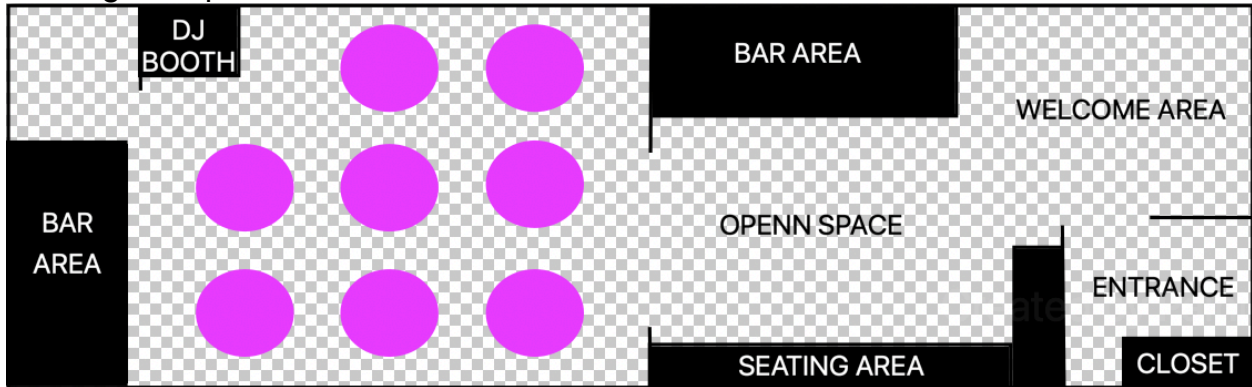 DJ
BOOTH
BAR AREA
WELCOME AREA
BAR
AREA
OPENN SPACE
ENTRANCE
SEATING AREA
CLOSET